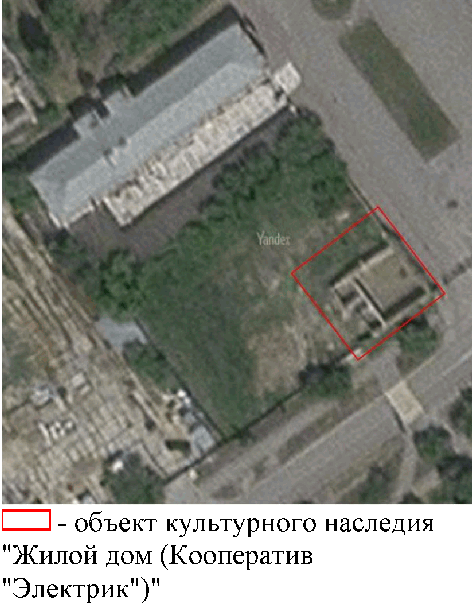 Yandex
- объект культурного наследия
"Жилой дом (Кооператив
"Электрик")"